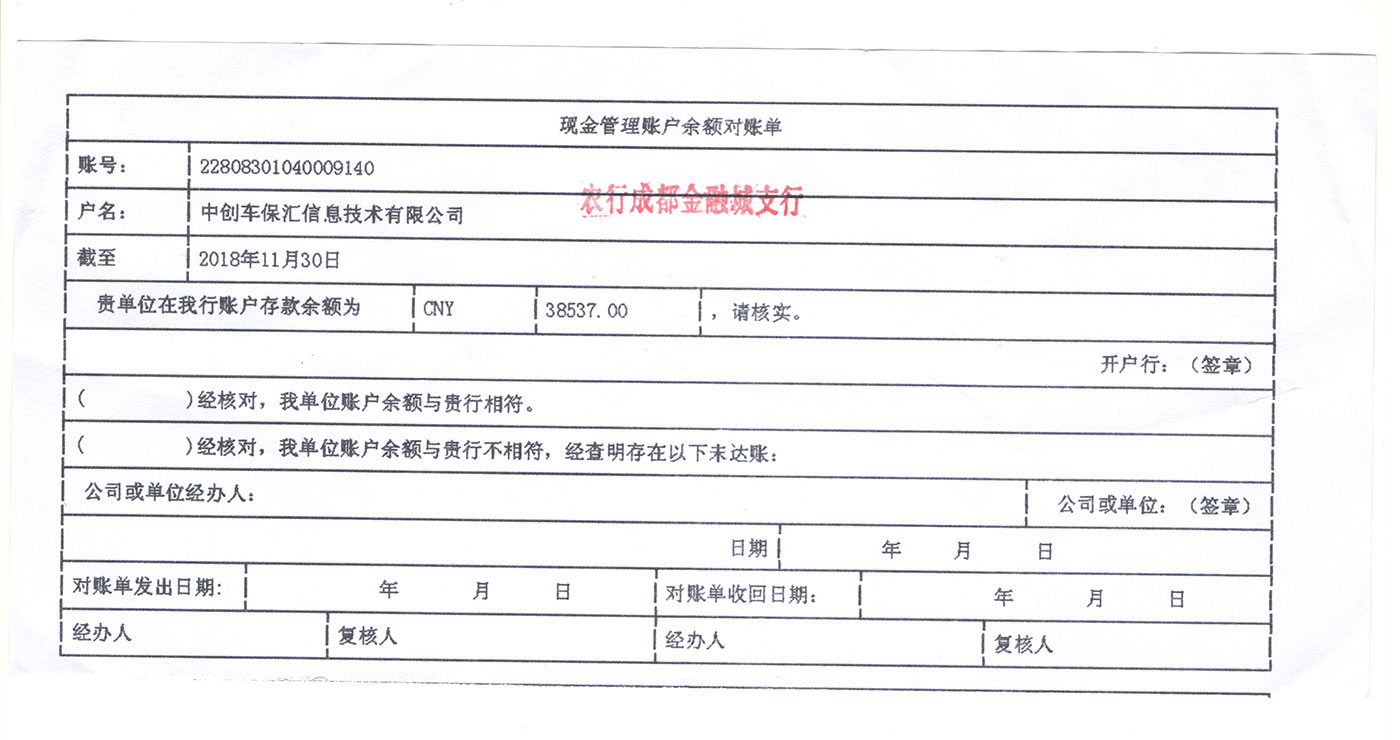 现金管理账户余额对账单
账号： 22808301040009140
农行成都金融城支行
户名： 中创车保汇信息技术有限公司
截至 2018年11月30日
贵单位在我行账户存款余额为 CNY 38537.00 ，请核实。
开户行：（签章）
( )经核对，我单位账户余额与贵行相符。
( )经核对，我单位账户余额与贵行不相符，经查明存在以下未达账：
公司或单位经办人： 公司或单位：（签章）
日期 年 月 日
对账单发出日期： 年 月 日 对账单收回日期： 年 月 日
经办人 复核人 经办人 复核人